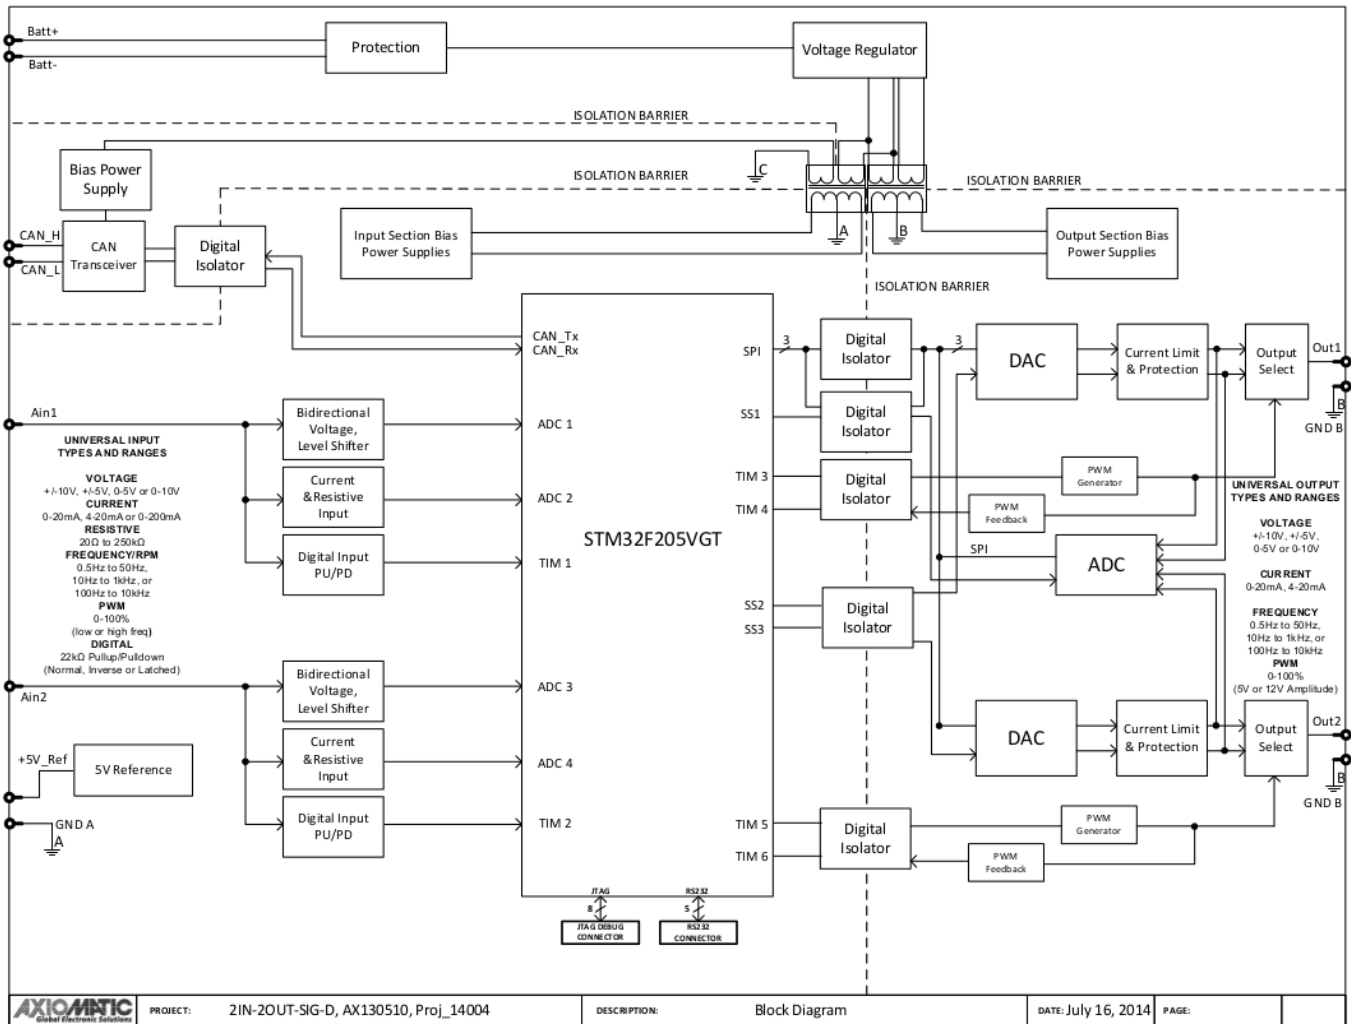 Batt+
Batt-
Protection
Voltage Regulator
ISOLATION BARRIER
ISOLATION BARRIER
ISOLATION BARRIER
Bias Power
Supply
C
CAN_H
CAN_L
CAN
Transceiver
Digital
Isolator
Input Section Bias
Power Supplies
A
B
Output Section Bias
Power Supplies
ISOLATION BARRIER
CAN_Tx
CAN_Rx
SPI
3
Digital
Isolator
3
DAC
Current Limit
& Protection
Output
Select
Out1
B
GND B
Ain1
UNIVERSAL INPUT
TYPES AND RANGES
VOLTAGE
+/-10V, +/-5V, 0-5V or 0-10V
CURRENT
0-20mA, 4-20mA or 0-200mA
RESISTIVE
20Ω to 250kΩ
FREQUENCY/RPM
0.5Hz to 50Hz,
10Hz to 1kHz, or
100Hz to 10kHz
PWM
0-100%
(low or high freq)
DIGITAL
22kΩ Pullup/Pulldown
(Normal, Inverse or Latched)
Bidirectional
Voltage,
Level Shifter
Current
&Resistive
Input
Digital Input
PU/PD
ADC 1
ADC 2
TIM 1
STM32F205VGT
SS1
Digital
Isolator
TIM 3
TIM 4
Digital
Isolator
PWM
Generator
PWM
Feedback
SPI
ADC
UNIVERSAL OUTPUT
TYPES AND RANGES
VOLTAGE
+/-10V, +/-5V,
0-5V or 0-10V
CURRENT
0-20mA, 4-20mA
FREQUENCY
0.5Hz to 50Hz,
10Hz to 1kHz, or
100Hz to 10kHz
PWM
0-100%
(5V or 12V Amplitude)
SS2
SS3
Digital
Isolator
Ain2
Bidirectional
Voltage,
Level Shifter
Current
&Resistive
Input
Digital Input
PU/PD
ADC 3
ADC 4
TIM 2
DAC
Current Limit
& Protection
Output
Select
Out2
B
GND B
+5V_Ref
5V Reference
GND A
A
TIM 5
TIM 6
Digital
Isolator
PWM
Generator
PWM
Feedback
JTAG
RS232
8
5
JTAG DEBUG
CONNECTOR
RS232
CONNECTOR
AXIOMATIC
Global Electronic Solutions
PROJECT: 2IN-2OUT-SIG-D, AX130510, Proj_14004
DESCRIPTION: Block Diagram
DATE: July 16, 2014
PAGE: